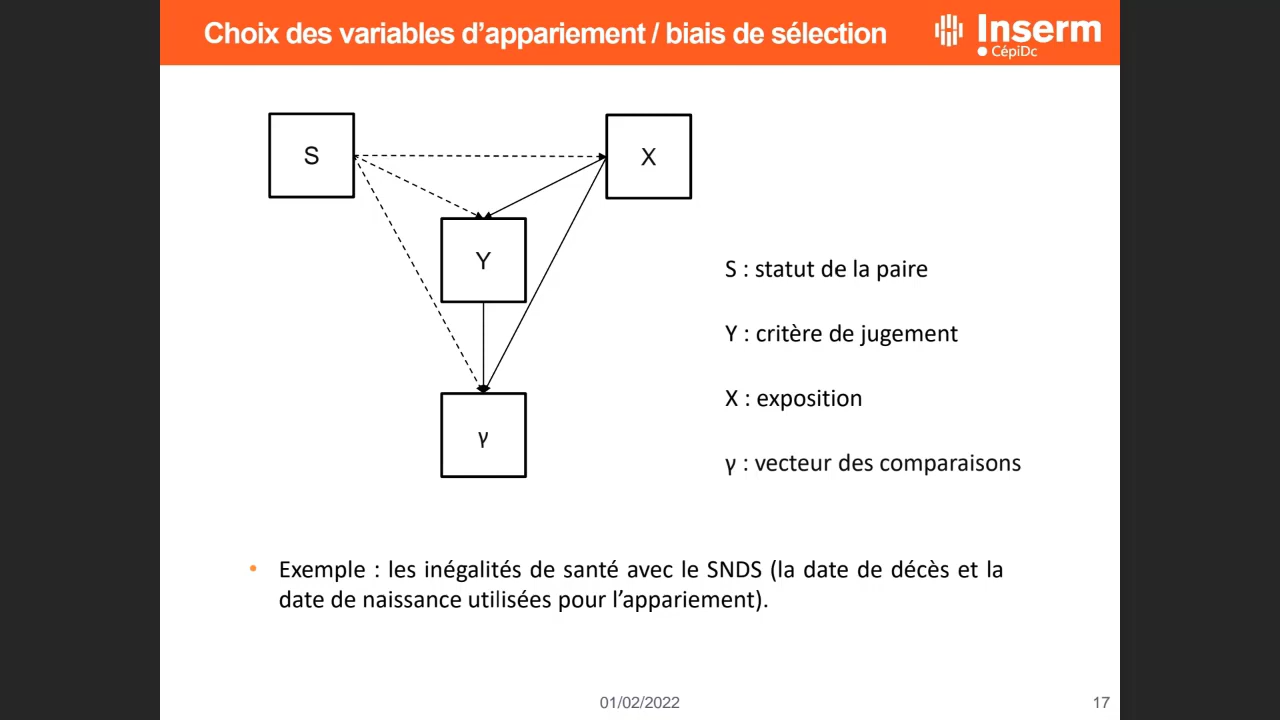 Choix des variables d’appariement / biais de sélection
Inserm
CépiDc
S
X
Y
γ
S : statut de la paire
Y : critère de jugement
X : exposition
γ : vecteur des comparaisons
• Exemple : les inégalités de santé avec le SNDS (la date de décès et la
date de naissance utilisées pour l’appariement).
01/02/2022
17